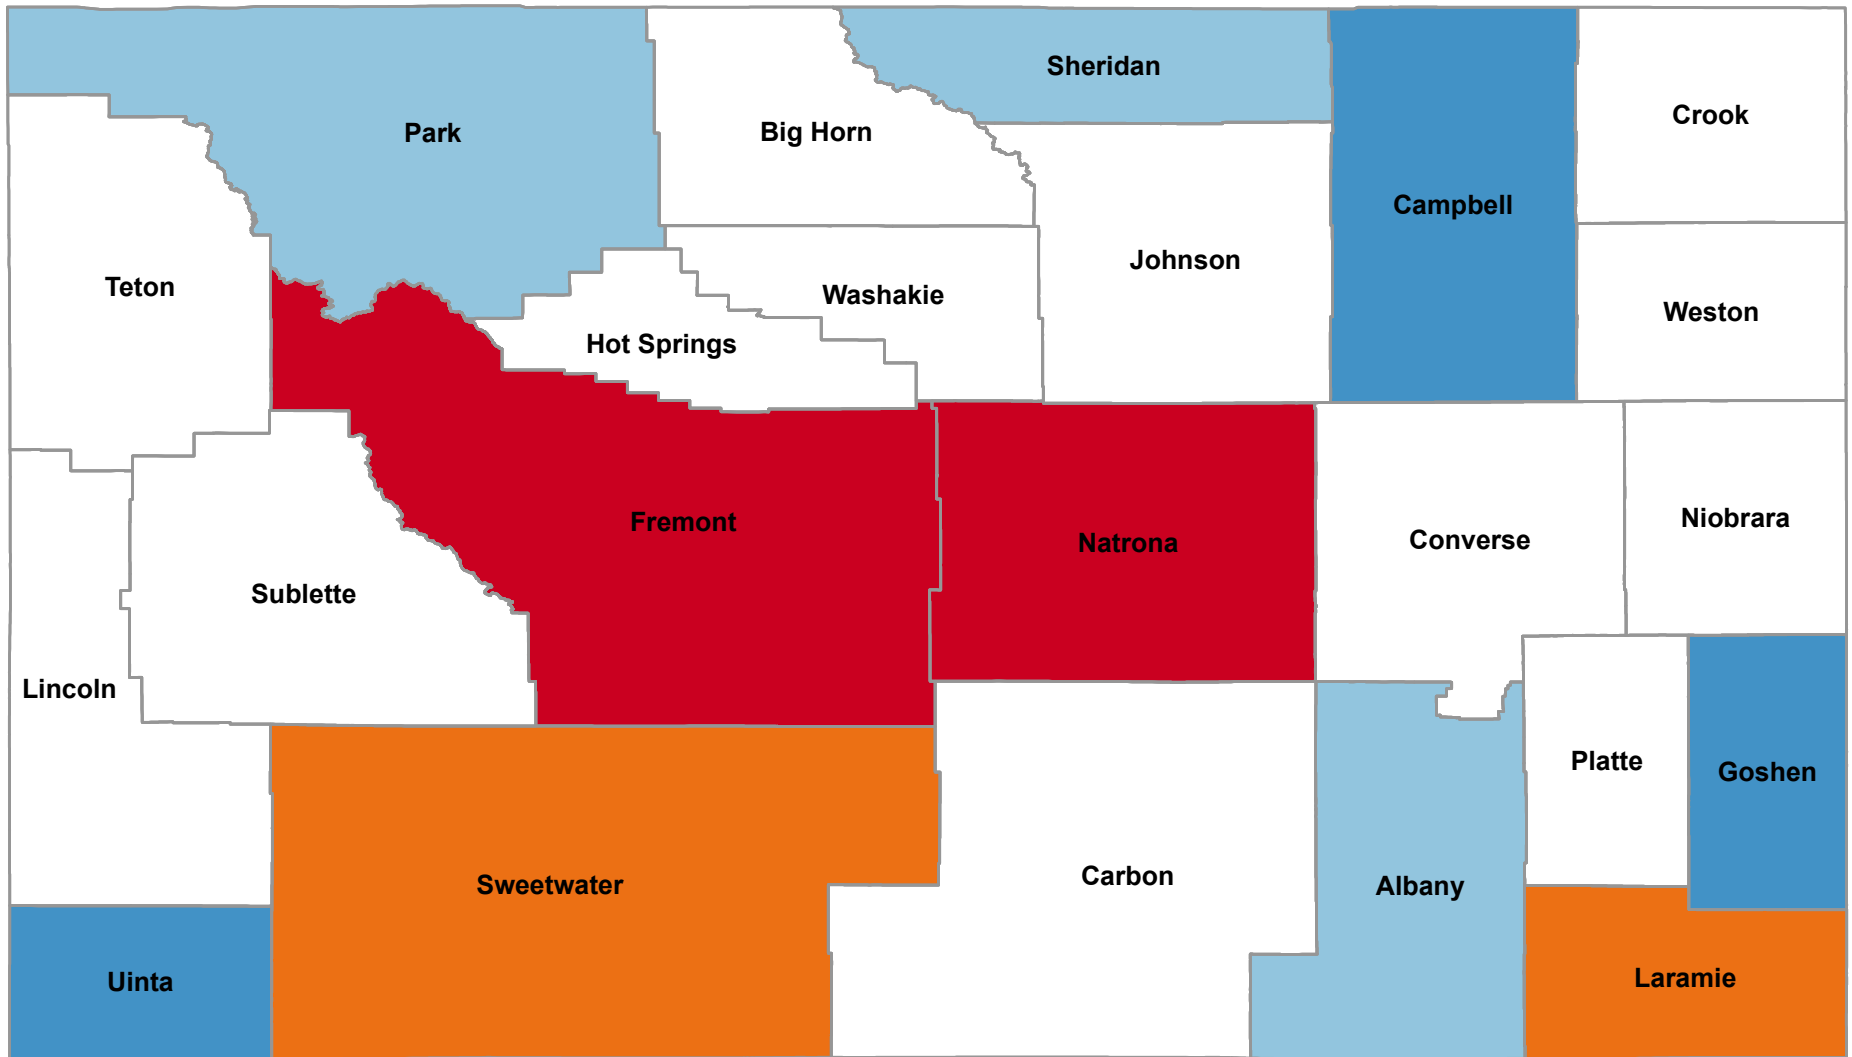 Sheridan
Crook
Park
Big Horn
Campbell
Johnson
Teton
Washakie
Weston
Hot Springs
Niobrara
Fremont
Converse
Natrona
Sublette
Lincoln
Platte
Goshen
Carbon
Sweetwater
Albany
Laramie
Uinta